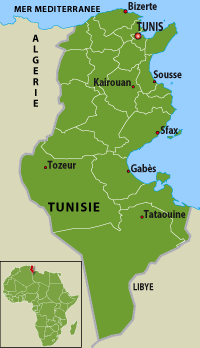 Bizerte
MER MEDITERRANEE
TUNIS
ALGERIE
Kairouan
Sousse
Sfax
Tozeur
Gabès
TUNISIE
Tataouine
LIBYE